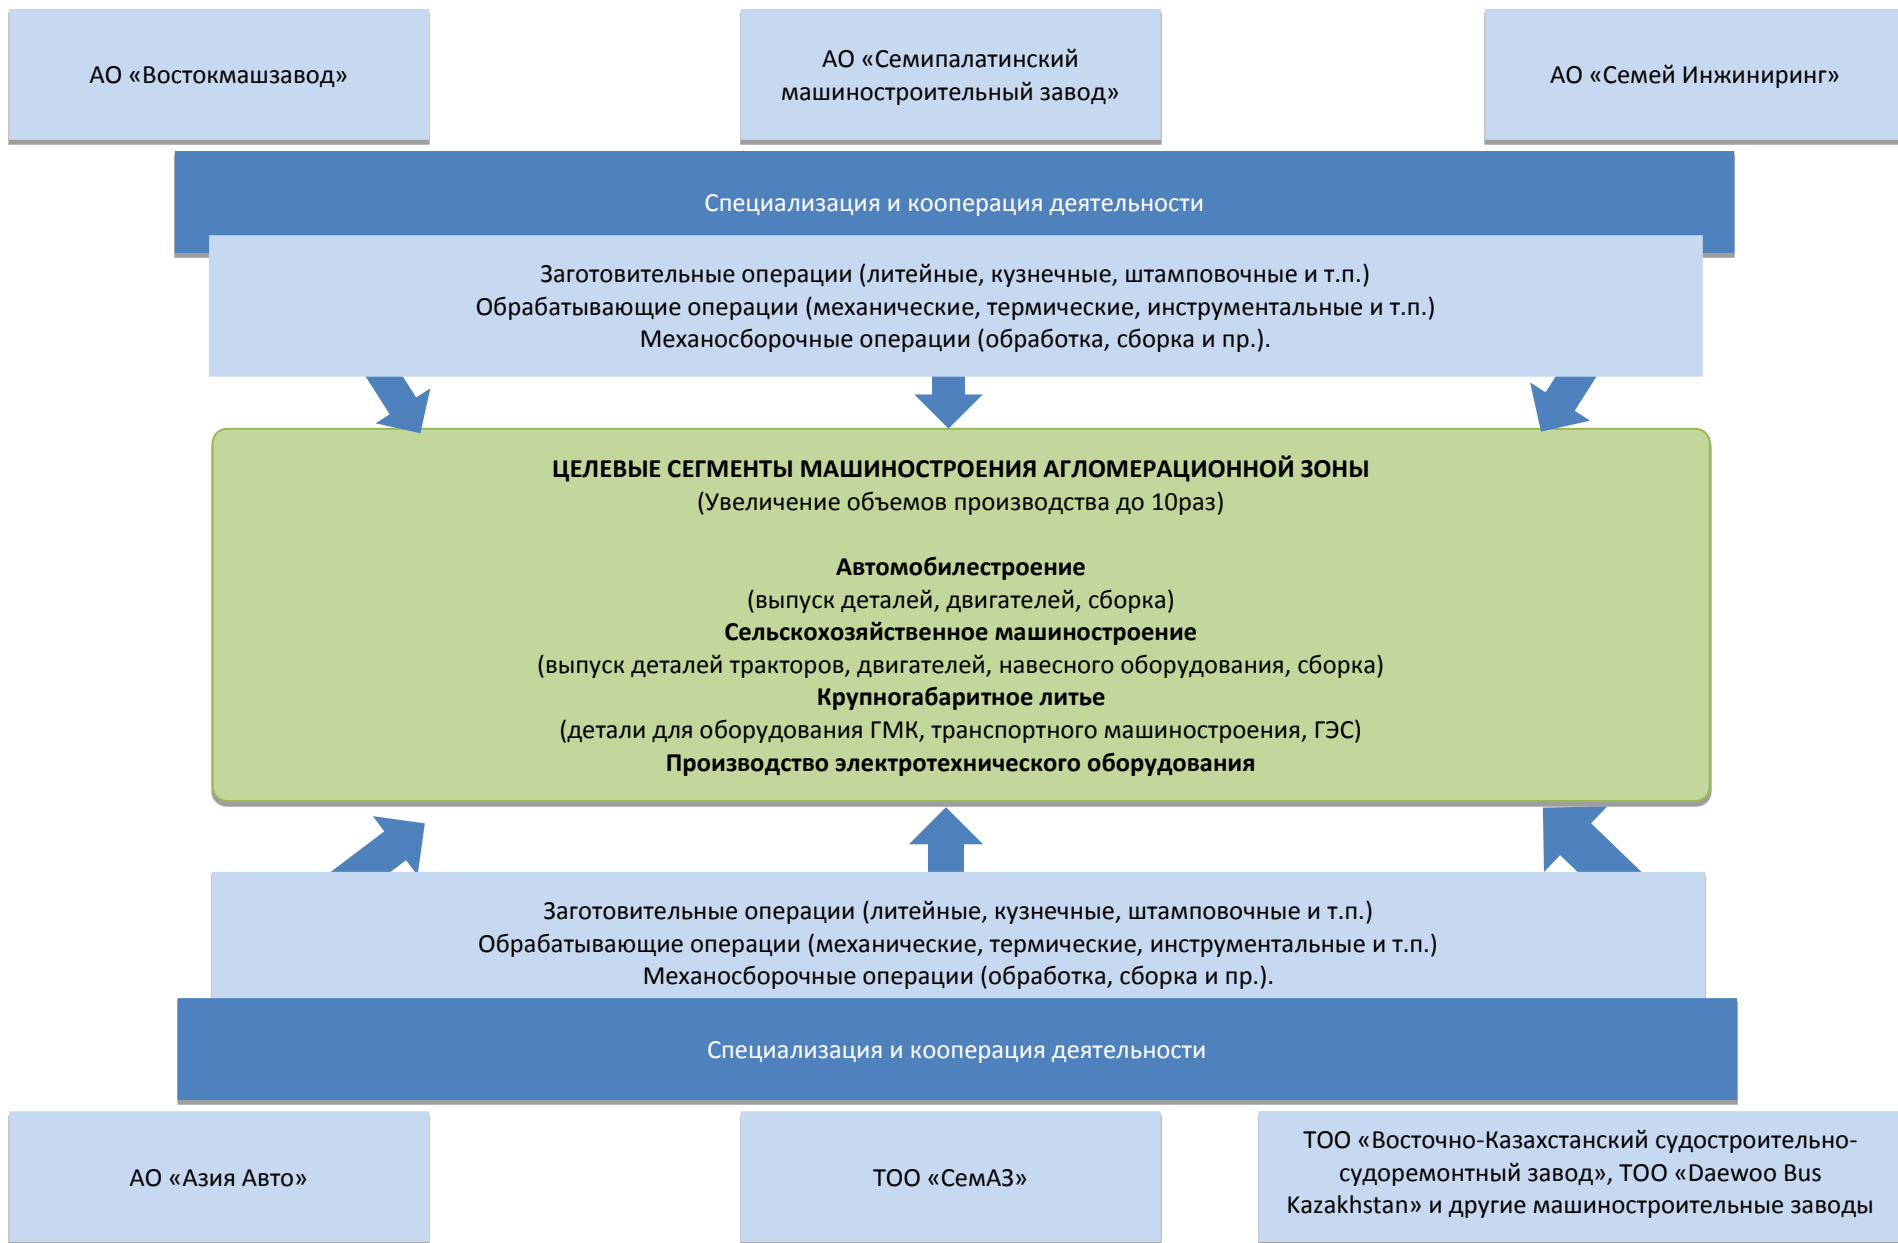 АО «Востокмашзавод»
АО «Семипалатинский
машиностроительный завод»
АО «Семей Инжиниринг»
Специализация и кооперация деятельности
Заготовительные операции (литейные, кузнечные, штамповочные и т.п.)
Обрабатывающие операции (механические, термические, инструментальные и т.п.)
Механосборочные операции (обработка, сборка и пр.).
ЦЕЛЕВЫЕ СЕГМЕНТЫ МАШИНОСТРОЕНИЯ АГЛОМЕРАЦИОННОЙ ЗОНЫ
(Увеличение объемов производства до 10раз)
Автомобилестроение
(выпуск деталей, двигателей, сборка)
Сельскохозяйственное машиностроение
(выпуск деталей тракторов, двигателей, навесного оборудования, сборка)
Крупногабаритное литье
(детали для оборудования ГМК, транспортного машиностроения, ГЭС)
Производство электротехнического оборудования
Заготовительные операции (литейные, кузнечные, штамповочные и т.п.)
Обрабатывающие операции (механические, термические, инструментальные и т.п.)
Механосборочные операции (обработка, сборка и пр.).
Специализация и кооперация деятельности
АО «Азия Авто»
ТОО «СемАЗ»
ТОО «Восточно-Казахстанский судостроительно-
судоремонтный завод», ТОО «Daewoo Bus
Kazakhstan» и другие машиностроительные заводы